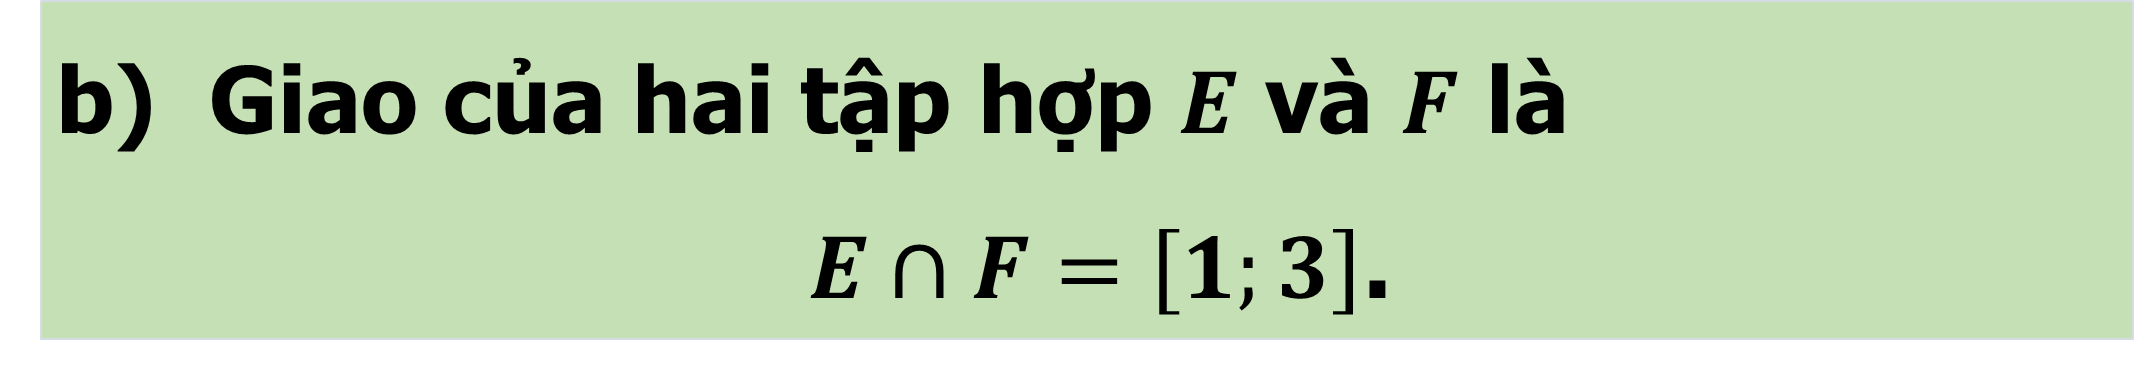 b) Giao của hai tập hợp E và F là
E ∩ F = [1; 3].